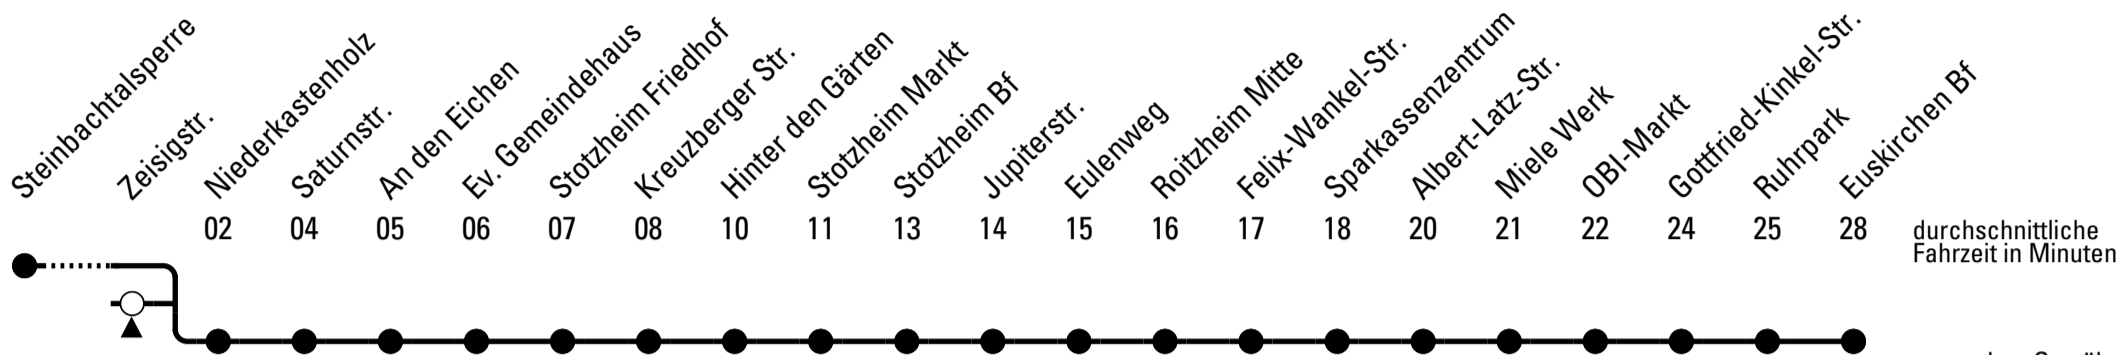 Steinbachtalsperre
Zeisigstr.
Niederkastenholz
Saturnstr.
An den Eichen
Ev. Gemeindehaus
Stotzheim Friedhof
Kreuzberger Str.
Hinter den Gärten
Stotzheim Markt
Stotzheim Bf
Jupiterstr.
Eulenweg
Roitzheim Mitte
Felix-Wankel-Str.
Sparkassenzentrum
Albert-Latz-Str.
Miele Werk
OBI-Markt
Gottfried-Kinkel-Str.
Ruhrpark
Euskirchen Bf
02 04 05 06 07 08 10 11 13 14 15 16 17 18 20 21 22 24 25 28
durchschnittliche
Fahrzeit in Minuten